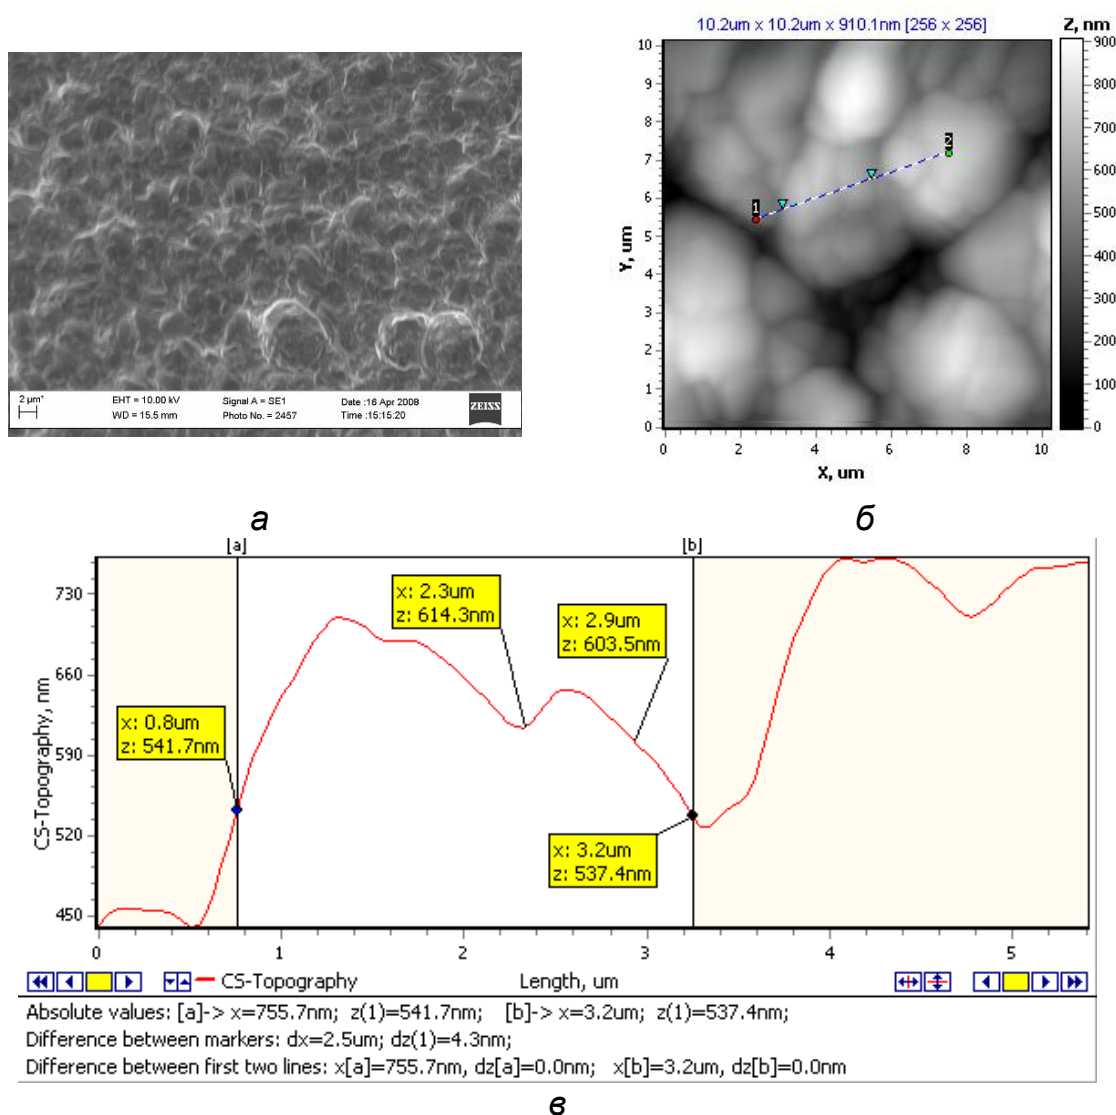 10.2um x 10.2um x 910.1nm [256 x 256]
Z, nm
900
800
700
600
500
400
300
200
100
0
10
9
8
7
6
5
4
3
2
1
0
Y, um
1
2
0 2 4 6 8 10
X, um
2 µm*
EHT = 10.00 kV Signal A = SE1 Date :16 Apr 2008
WD = 15.5 mm Photo No. = 2457 Time :15:15:20
ZEISS
а
б
[a] [b]
CS-Topography, nm
730
660
590
520
450
x: 2.3um
z: 614.3nm
x: 2.9um
z: 603.5nm
x: 0.8um
z: 541.7nm
x: 3.2um
z: 537.4nm
0 1 2 3 4 5
CS-Topography Length, um
Absolute values: [a]-> x=755.7nm; z(1)=541.7nm; [b]-> x=3.2um; z(1)=537.4nm;
Difference between markers: dx=2.5um; dz(1)=4.3nm;
Difference between first two lines: x[a]=755.7nm, dz[a]=0.0nm; x[b]=3.2um, dz[b]=0.0nm
в